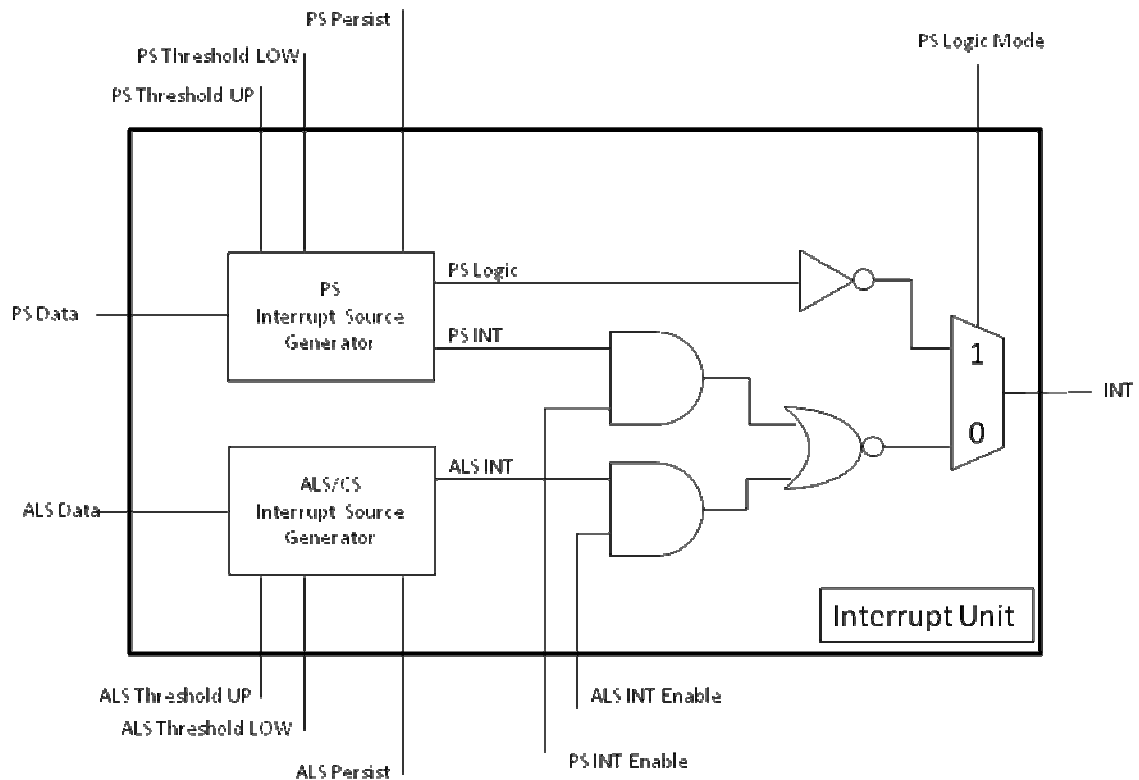 PS Persist
PS Threshold LOW
PS Threshold UP
PS Logic Mode
PS Data
PS
Interrupt Source
Generator
PS Logic
PS INT
1
0
INT
ALS Data
ALS/CS
Interrupt Source
Generator
ALS INT
Interrupt Unit
ALS Threshold UP
ALS Threshold LOW
ALS Persist
ALS INT Enable
PS INT Enable